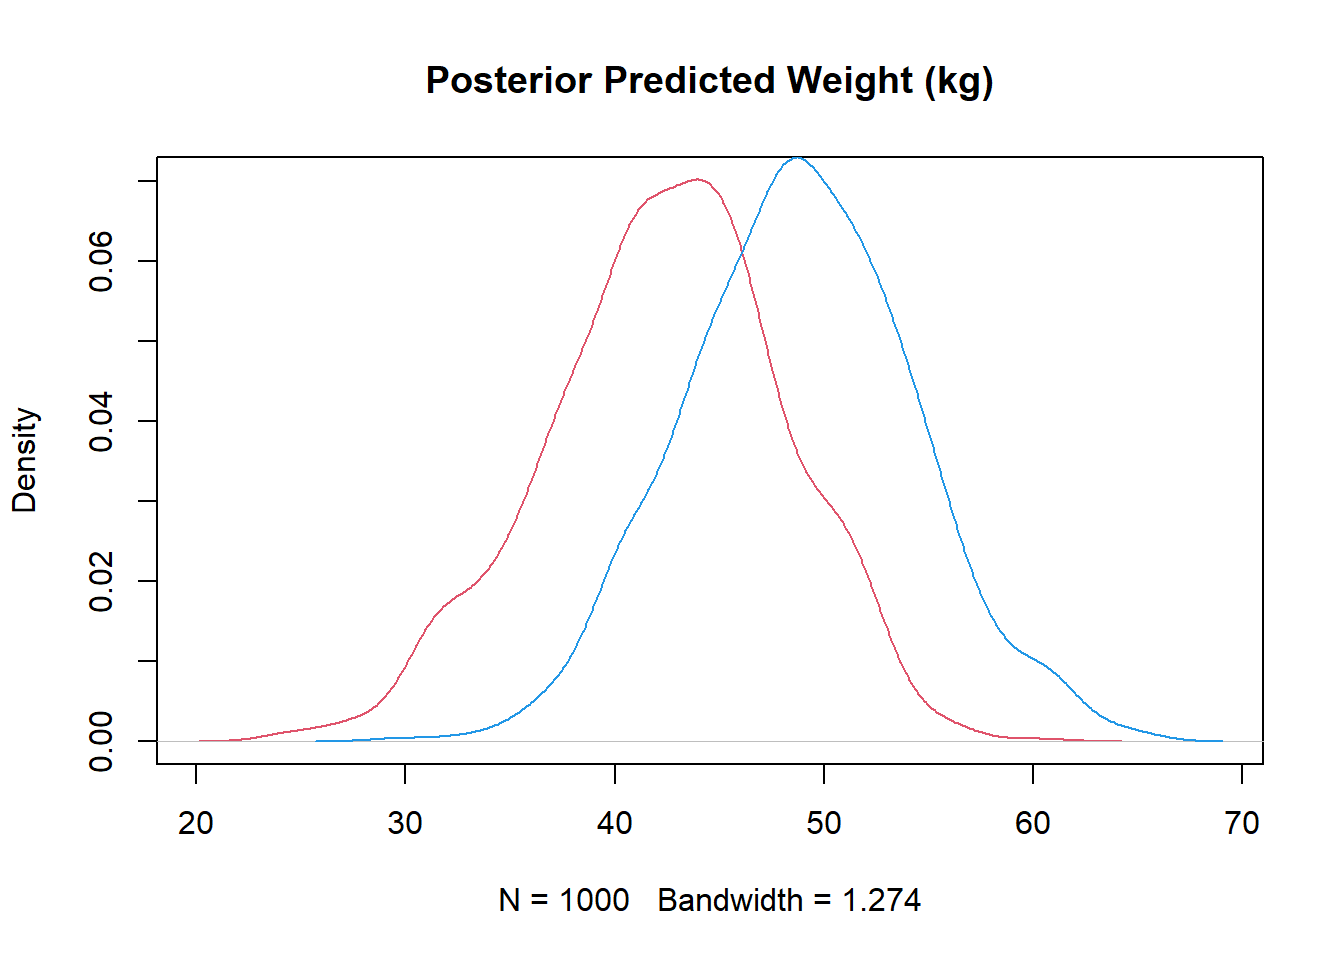 Posterior Predicted Weight (kg)
Density
0.00 0.02 0.04 0.06
20 30 40 50 60 70
N = 1000 Bandwidth = 1.274